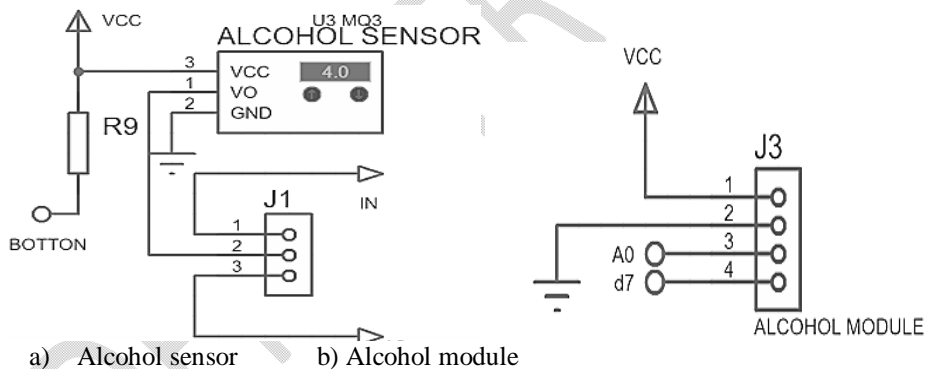 VCC
U3 MQ3
ALCOHOL SENSOR
3 VCC 4.0
1 VO
2 GND
R9
BOTTON
J1
IN
1
2
3
VCC
J3
1
2
A0 3
d7 4
ALCOHOL MODULE
a) Alcohol sensor b) Alcohol module